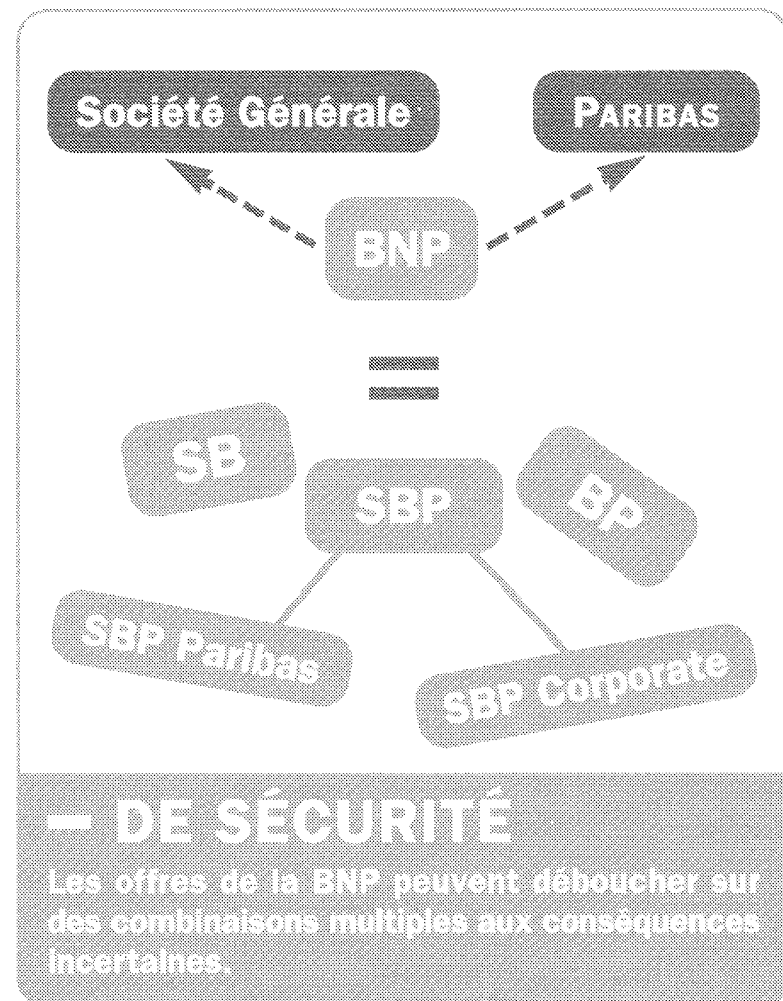 Société Générale
PARIBAS
BNP
=
SB
SBP
BP
SBP Paribas
SBP Corporate
– DE SÉCURITÉ
Les offres de la BNP peuvent déboucher sur
des combinaisons multiples aux conséquences
incertaines.